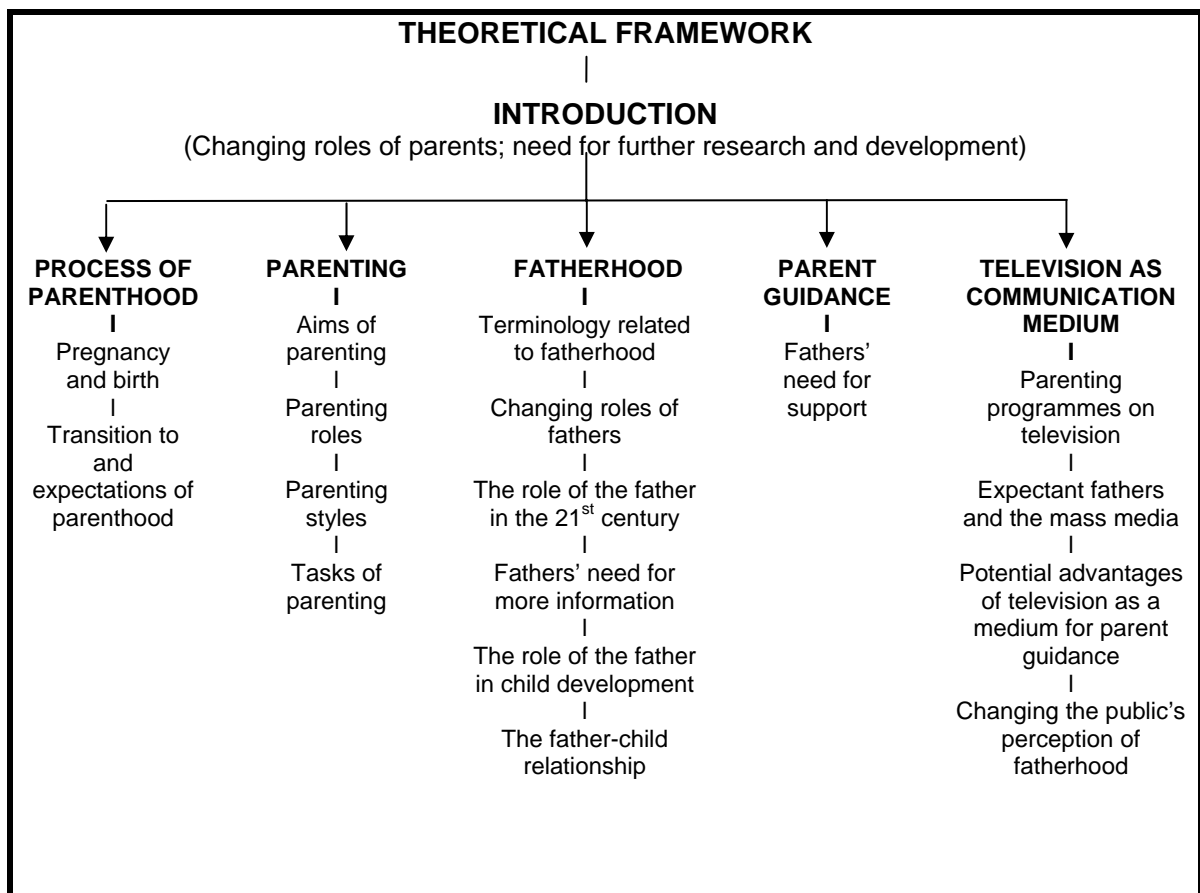 THEORETICAL FRAMEWORK
INTRODUCTION
(Changing roles of parents; need for further research and development)
PROCESS OF
PARENTHOOD
Pregnancy
and birth
Transition to
and
expectations of
parenthood
PARENTING
Aims of
parenting
Parenting
roles
Parenting
styles
Tasks of
parenting
FATHERHOOD
Terminology related
to fatherhood
Changing roles of
fathers
The role of the father
in the 21st century
Fathers’ need for
more information
The role of the father
in child development
The father-child
relationship
PARENT
GUIDANCE
Fathers’
need for
support
TELEVISION AS
COMMUNICATION
MEDIUM
Parenting
programmes on
television
Expectant fathers
and the mass media
Potential advantages
of television as a
medium for parent
guidance
Changing the public’s
perception of
fatherhood